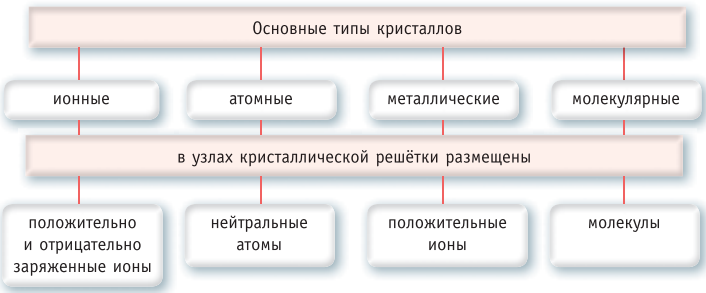 Основные типы кристаллов
ионные
атомные
металлические
молекулярные
в узлах кристаллической решётки размещены
положительно
и отрицательно
заряженные ионы
нейтральные
атомы
положительные
ионы
молекулы